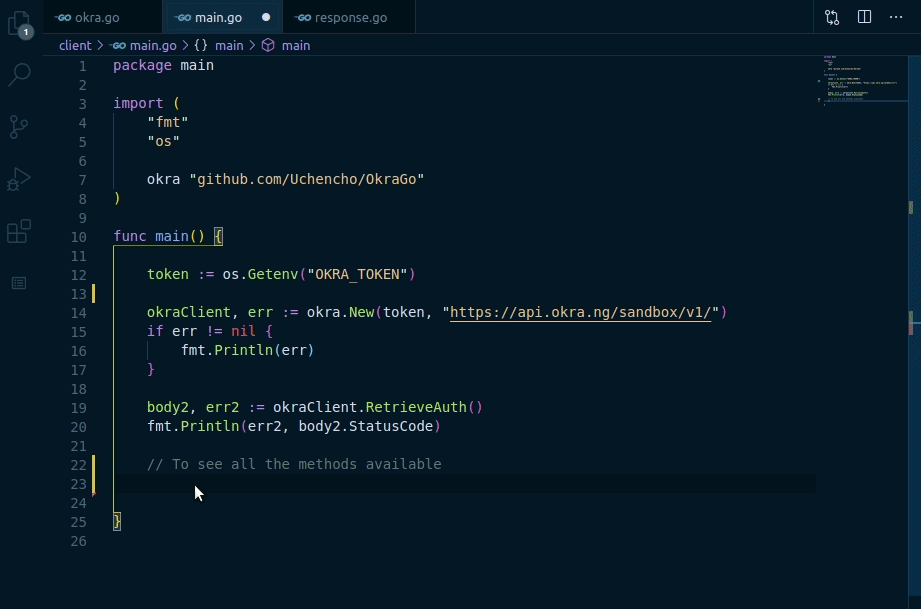 GO okra.go GO main.go GO response.go
1
client > GO main.go > {} main > main
1 package main
2
3 import (
4 "fmt"
5 "os"
6
7 okra "github.com/Uchencho/OkraGo"
8 )
9
10 func main() {
11
12 token := os.Getenv("OKRA_TOKEN")
13
14 okraClient, err := okra.New(token, "https://api.okra.ng/sandbox/v1/")
15 if err != nil {
16 fmt.Println(err)
17 }
18
19 body2, err2 := okraClient.RetrieveAuth()
20 fmt.Println(err2, body2.StatusCode)
21
22 // To see all the methods available
23
24
25 }
26